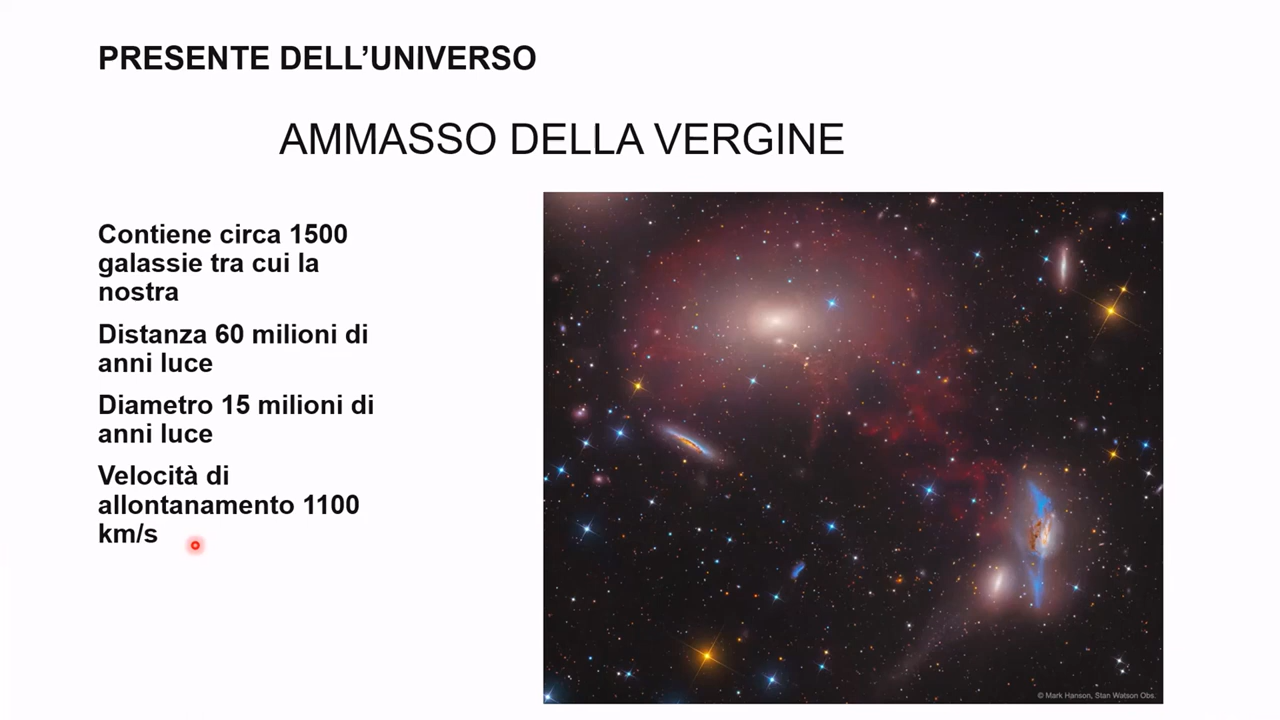 PRESENTE DELL’UNIVERSO
AMMASSO DELLA VERGINE
Contiene circa 1500
galassie tra cui la
nostra
Distanza 60 milioni di
anni luce
Diametro 15 milioni di
anni luce
Velocità di
allontanamento 1100
km/s
© Mark Hanson, Stan Watson Obs.